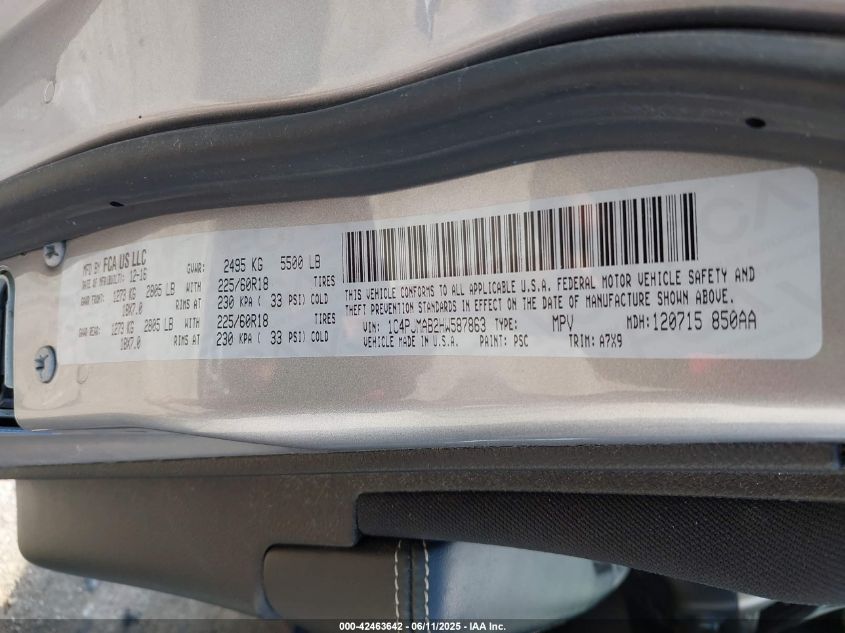 MFD BY FCA US LLC
DATE OF MFR(BUILT): 12-16 GVWR: 2495 KG 5500 LB
GAWR FRONT: 1273 KG 2805 LB WITH 225/60R18 TIRES
18X7.0 RIMS AT 230 KPA ( 33 PSI) COLD
GAWR REAR: 1273 KG 2805 LB WITH 225/60R18 TIRES
18X7.0 RIMS AT 230 KPA ( 33 PSI) COLD
THIS VEHICLE CONFORMS TO ALL APPLICABLE U.S.A. FEDERAL MOTOR VEHICLE SAFETY AND
THEFT PREVENTION STANDARDS IN EFFECT ON THE DATE OF MANUFACTURE SHOWN ABOVE.
VIN: 1C4PJMAB2HW587863 TYPE: MPV MDH:120715 850AA
VEHICLE MADE IN U.S.A. PAINT: PSC TRIM: A7X9
000-42463642 - 06/11/2025 - IAA Inc.